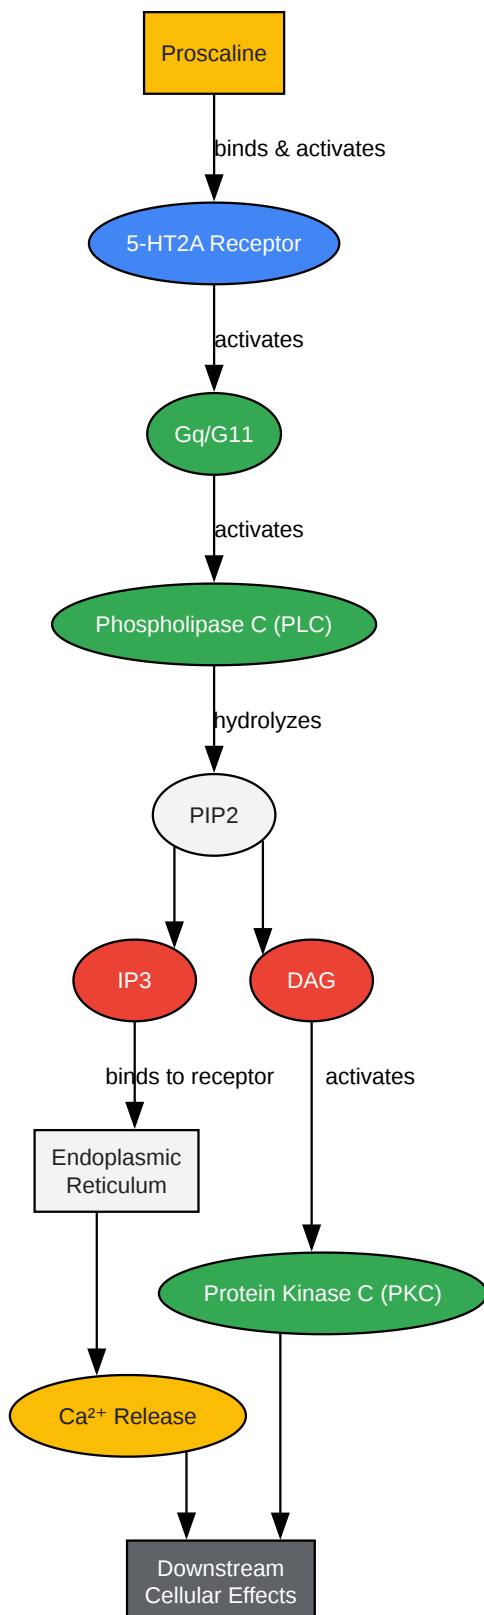 Proscaline
binds & activates
5-HT2A Receptor
activates
Gq/G11
activates
Phospholipase C (PLC)
hydrolyzes
PIP2
IP3
DAG
binds to receptor
activates
Endoplasmic
Reticulum
Protein Kinase C (PKC)
Ca²⁺ Release
Downstream
Cellular Effects